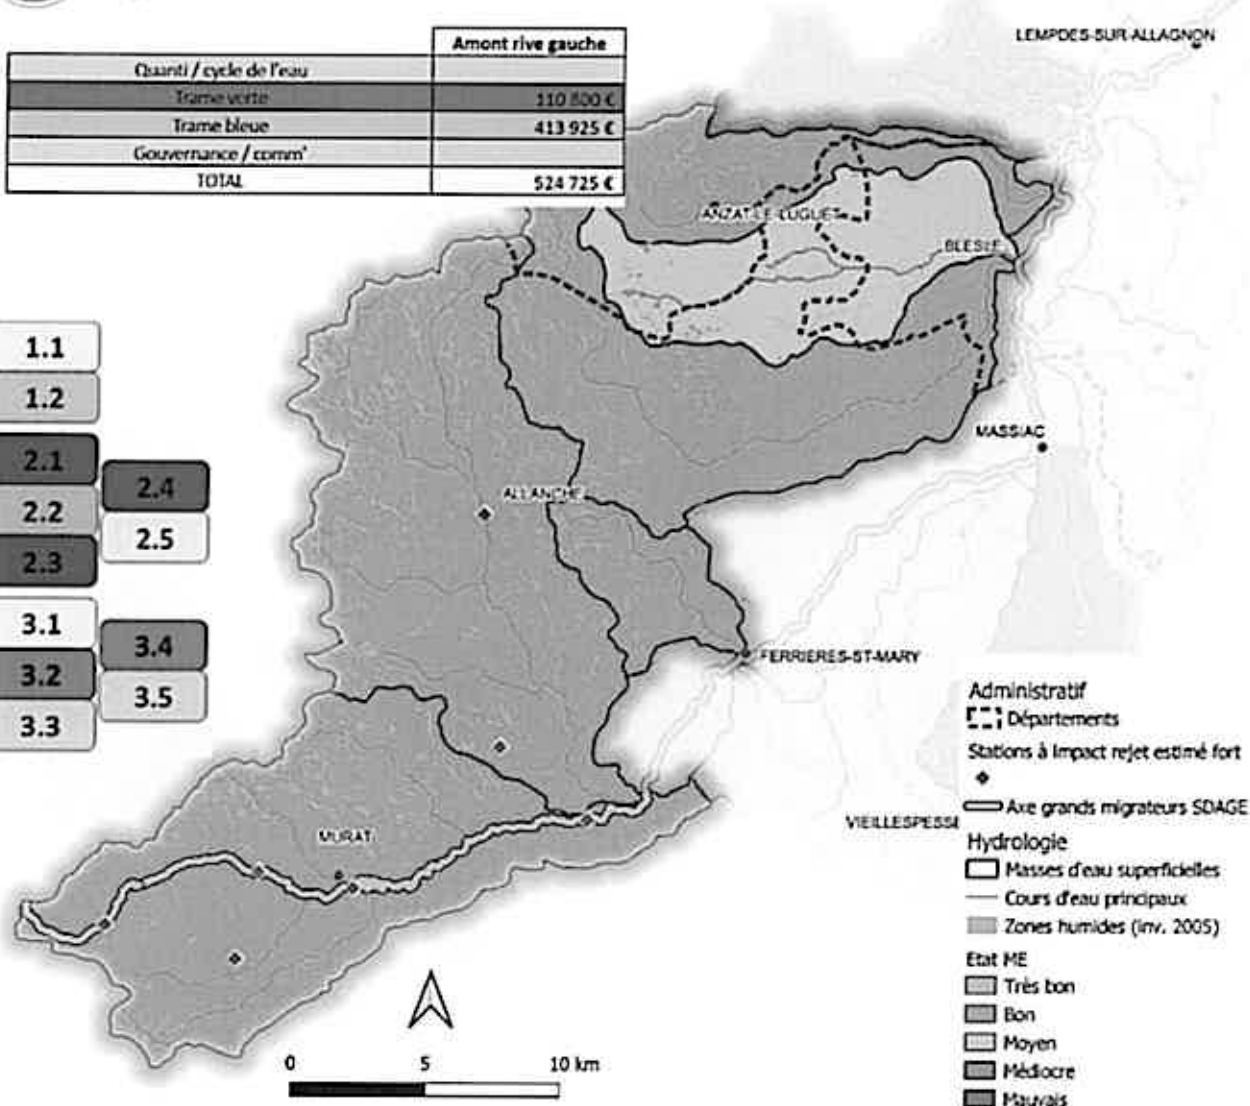 Amont rive gauche
Quanti / cycle de l'eau
Trame verte 110 800 €
Trame bleue 413 925 €
Gouvernance / comm'
TOTAL 524 725 €
LEMPDES-SUR-ALLAGNON
ANZAT-LE-LUGUET
BLESLE
1.1
1.2
2.1
2.2
2.3
2.4
2.5
3.1
3.2
3.3
3.4
3.5
MASSIAC
ALLANCHE
FERRIERES-ST-MARY
VIEILLESPESSE
MURAT
0 5 10 km
Administratif
Départements
Stations à impact rejet estimé fort
Axe grands migrateurs SDAGE
Hydrologie
Masses d'eau superficielles
Cours d'eau principaux
Zones humides (inv. 2005)
Etat ME
Très bon
Bon
Moyen
Médiocre
Mauvais